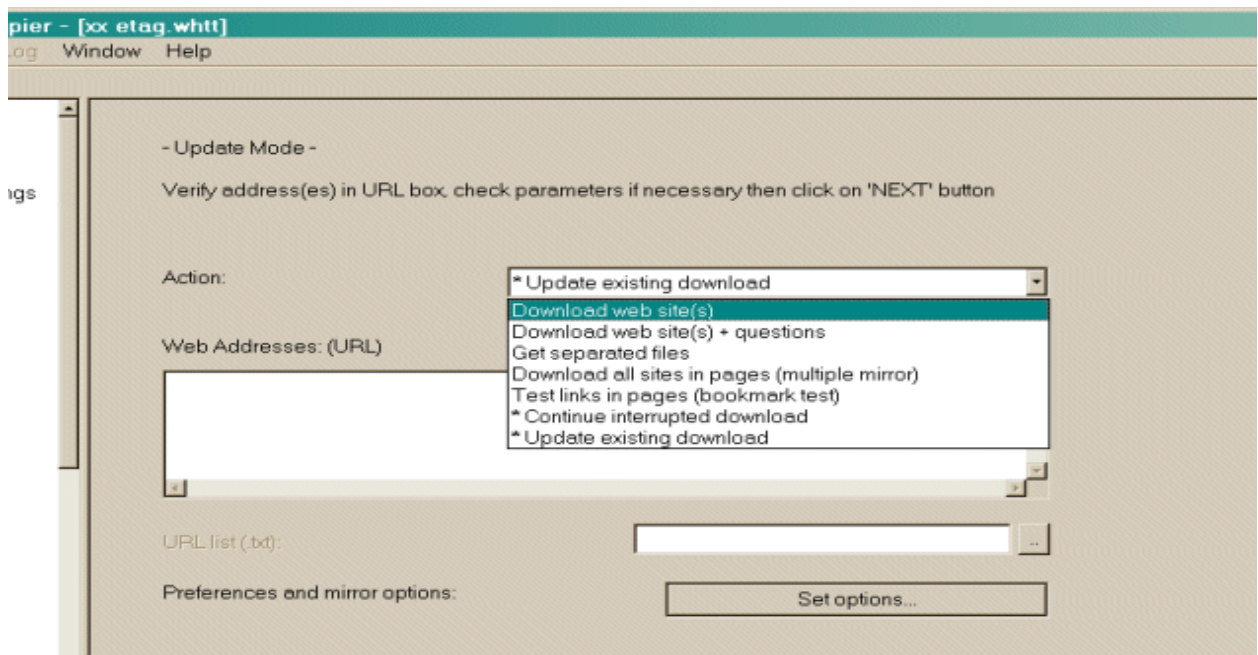 pier - [xx etag.whtt]
Log Window Help
- Update Mode -
ngs
Verify address(es) in URL box, check parameters if necessary then click on 'NEXT' button
Action:
* Update existing download
Download web site(s)
Download web site(s) + questions
Web Addresses: (URL)
Get separated files
Download all sites in pages (multiple mirror)
Test links in pages (bookmark test)
* Continue interrupted download
* Update existing download
URL list (.txt):
..
Preferences and mirror options:
Set options...